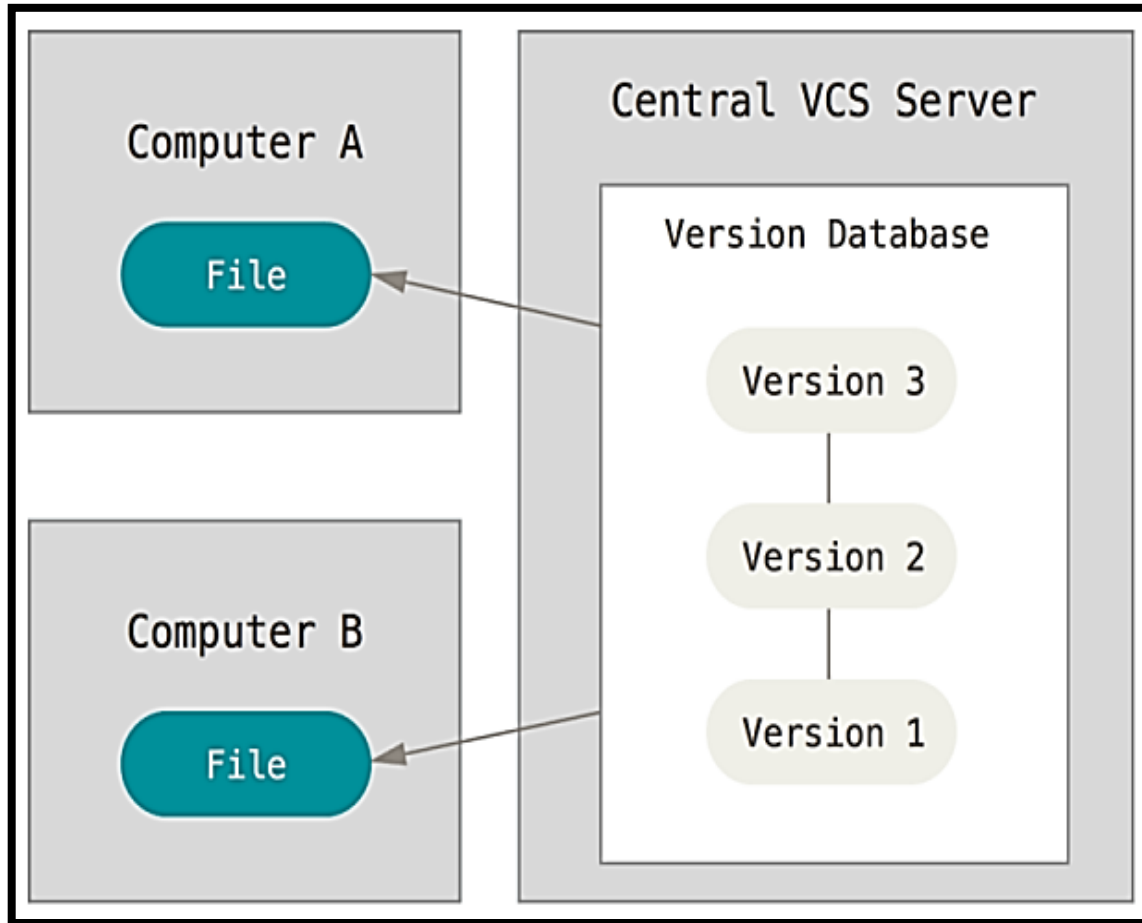 Computer A
File
Computer B
File
Central VCS Server
Version Database
Version 3
Version 2
Version 1